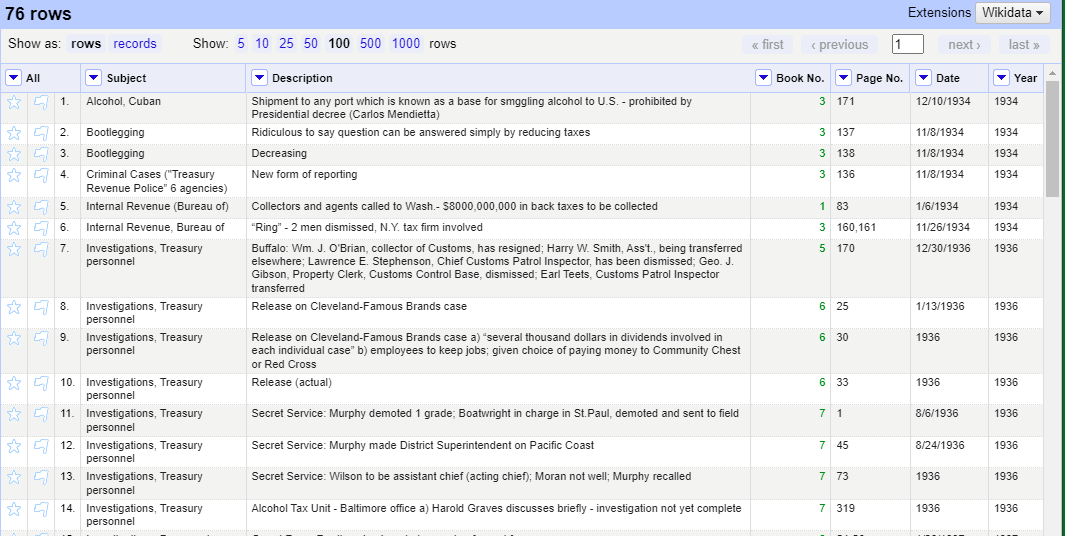 76 rows
Extensions Wikidata
Show as: rows records Show: 5 10 25 50 100 500 1000 rows « first ‹ previous 1 next › last »
All Subject Description Book No. Page No. Date Year
1. Alcohol, Cuban Shipment to any port which is known as a base for smggling alcohol to U.S. - prohibited by 3 171 12/10/1934 1934
Presidential decree (Carlos Mendietta)
2. Bootlegging Ridiculous to say question can be answered simply by reducing taxes 3 137 11/8/1934 1934
3. Bootlegging Decreasing 3 138 11/8/1934 1934
4. Criminal Cases ("Treasury New form of reporting 3 136 11/8/1934 1934
Revenue Police” 6 agencies)
5. Internal Revenue (Bureau of) Collectors and agents called to Wash.- $8000,000,000 in back taxes to be collected 1 83 1/6/1934 1934
6. Internal Revenue, Bureau of “Ring” - 2 men dismissed, N.Y. tax firm involved 3 160,161 11/26/1934 1934
7. Investigations, Treasury Buffalo: Wm. J. O'Brian, collector of Customs, has resigned; Harry W. Smith, Ass't., being transferred 5 170 12/30/1936 1936
personnel elsewhere; Lawrence E. Stephenson, Chief Customs Patrol Inspector, has been dismissed; Geo. J.
Gibson, Property Clerk, Customs Control Base, dismissed; Earl Teets, Customs Patrol Inspector
transferred
8. Investigations, Treasury Release on Cleveland-Famous Brands case 6 25 1/13/1936 1936
personnel
9. Investigations, Treasury Release on Cleveland-Famous Brands case a) “several thousand dollars in dividends involved in 6 30 1936 1936
personnel each individual case” b) employees to keep jobs; given choice of paying money to Community Chest
or Red Cross
10. Investigations, Treasury Release (actual) 6 33 1936 1936
personnel
11. Investigations, Treasury Secret Service: Murphy demoted 1 grade; Boatwright in charge in St.Paul, demoted and sent to field 7 1 8/6/1936 1936
personnel
12. Investigations, Treasury Secret Service: Murphy made District Superintendent on Pacific Coast 7 45 8/24/1936 1936
personnel
13. Investigations, Treasury Secret Service: Wilson to be assistant chief (acting chief); Moran not well; Murphy recalled 7 73 1936 1936
personnel
14. Investigations, Treasury Alcohol Tax Unit - Baltimore office a) Harold Graves discusses briefly - investigation not yet complete 7 319 1936 1936
personnel